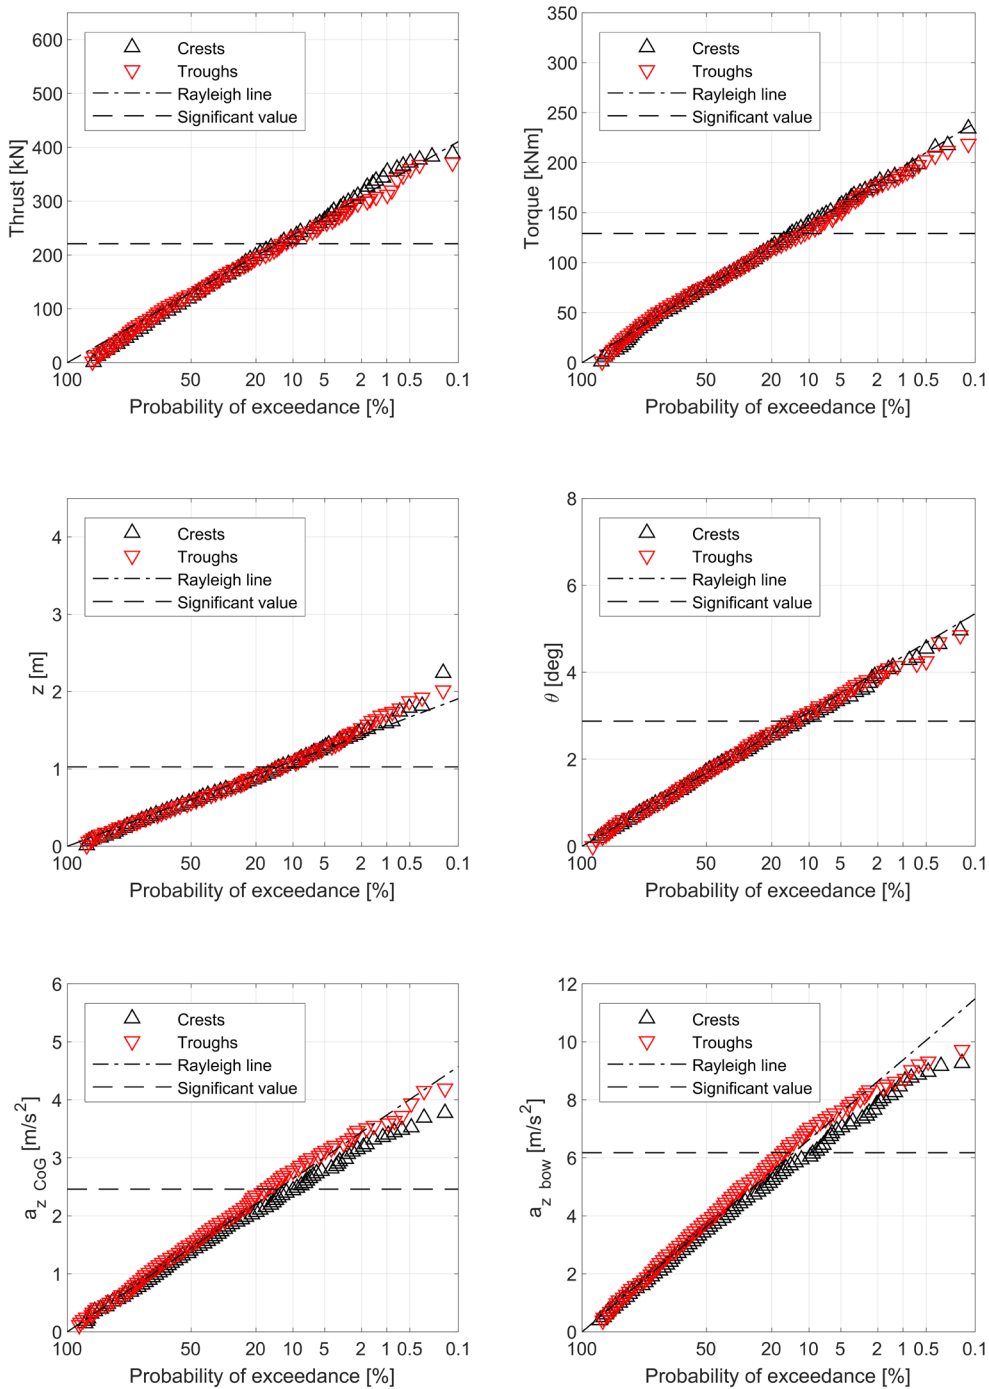 600
500
400
300
200
100
0
Thrust [kN]
Crests
Troughs
Rayleigh line
Significant value
100 50 20 10 5 2 1 0.5 0.1
Probability of exceedance [%]
350
300
250
200
150
100
50
0
Torque [kNm]
Crests
Troughs
Rayleigh line
Significant value
100 50 20 10 5 2 1 0.5 0.1
Probability of exceedance [%]
4
3
2
1
0
z [m]
Crests
Troughs
Rayleigh line
Significant value
100 50 20 10 5 2 1 0.5 0.1
Probability of exceedance [%]
8
6
4
2
0
θ [deg]
Crests
Troughs
Rayleigh line
Significant value
100 50 20 10 5 2 1 0.5 0.1
Probability of exceedance [%]
6
5
4
3
2
1
0
a_z CoG [m/s²]
Crests
Troughs
Rayleigh line
Significant value
100 50 20 10 5 2 1 0.5 0.1
Probability of exceedance [%]
12
10
8
6
4
2
0
a_z bow [m/s²]
Crests
Troughs
Rayleigh line
Significant value
100 50 20 10 5 2 1 0.5 0.1
Probability of exceedance [%]